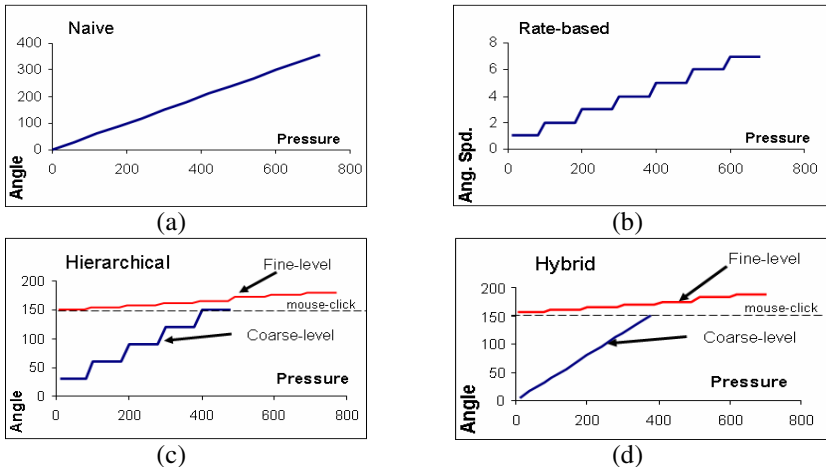 Naive
400
300
200
100
0
Angle
Pressure
0 200 400 600 800
(a)
Rate-based
8
6
4
2
0
Ang. Spd.
Pressure
0 200 400 600 800
(b)
Hierarchical
Fine-level
200
150
100
50
0
mouse-click
Coarse-level
Angle
Pressure
0 200 400 600 800
(c)
Hybrid
Fine-level
200
150
100
50
0
mouse-click
Coarse-level
Angle
Pressure
0 200 400 600 800
(d)